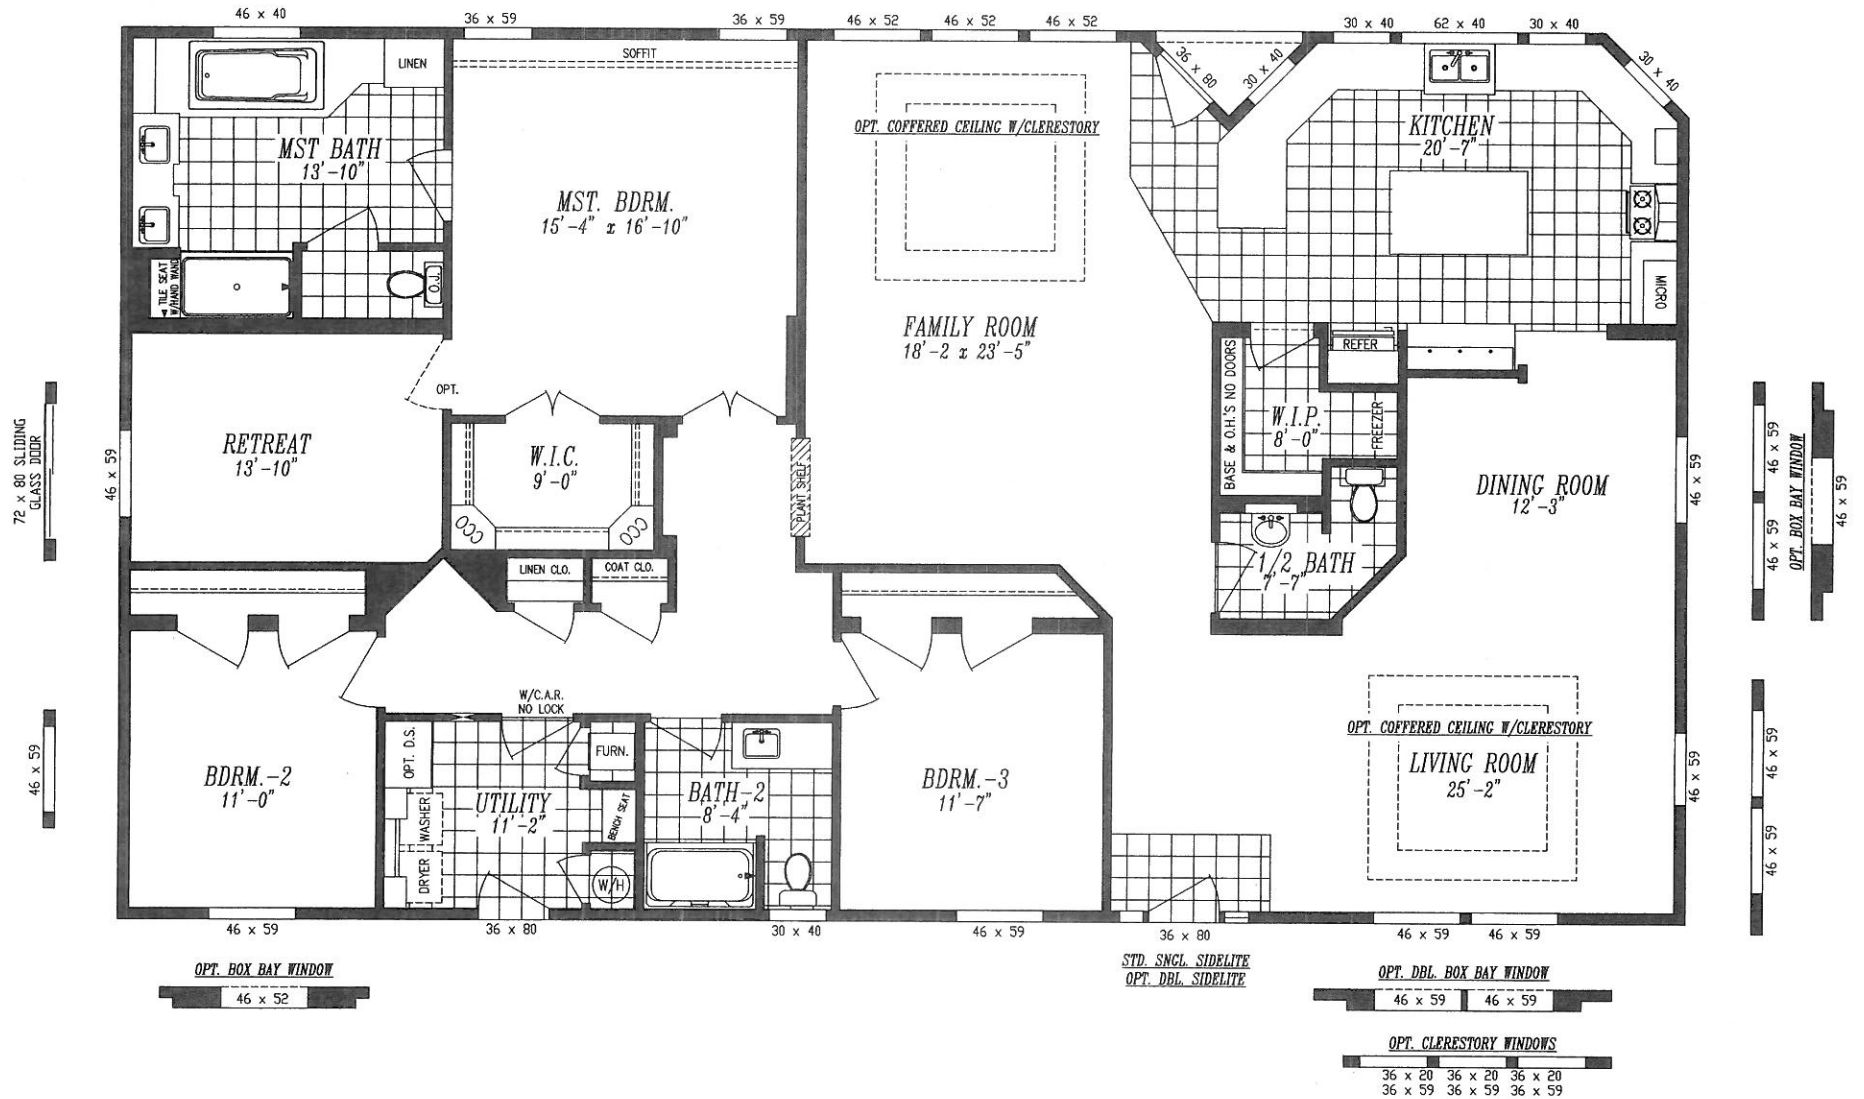 46 x 40
36 x 59
36 x 59
46 x 52
46 x 52
46 x 52
30 x 40
62 x 40
30 x 40
30 x 40
36 x 80
30 x 40
SOFFIT
LINEN
MST BATH
13'-10"
MST. BDRM.
15'-4" x 16'-10"
OPT. COFFERED CEILING W/CLERESTORY
KITCHEN
20'-7"
TILE SEAT
W/HAND WAND
O.J.
MICRO
FAMILY ROOM
18'-2 x 23'-5"
REFER
BASE & O.H.'S NO DOORS
W.I.P.
8'-0"
FREEZER
OPT.
RETREAT
13'-10"
W.I.C.
9'-0"
PLANT SHELF
DINING ROOM
12'-3"
72 x 80 SLIDING
GLASS DOOR
46 x 59
46 x 59
46 x 59
46 x 59
OPT. BOX BAY WINDOW
46 x 59
CCO
CCO
LINEN CLO.
COAT CLO.
1/2 BATH
7'-7"
W/C.A.R.
NO LOCK
OPT. COFFERED CEILING W/CLERESTORY
LIVING ROOM
25'-2"
OPT. D.S.
FURN.
46 x 59
BDRM.-2
11'-0"
WASHER
DRYER
UTILITY
11'-2"
BENCH SEAT
W/H
BATH-2
8'-4"
BDRM.-3
11'-7"
46 x 59
46 x 59
46 x 59
46 x 59
36 x 80
30 x 40
46 x 59
36 x 80
46 x 59
46 x 59
STD. SNGL. SIDELITE
OPT. DBL. SIDELITE
OPT. BOX BAY WINDOW
46 x 52
OPT. DBL. BOX BAY WINDOW
46 x 59
46 x 59
OPT. CLERESTORY WINDOWS
36 x 20 36 x 20 36 x 20
36 x 59 36 x 59 36 x 59